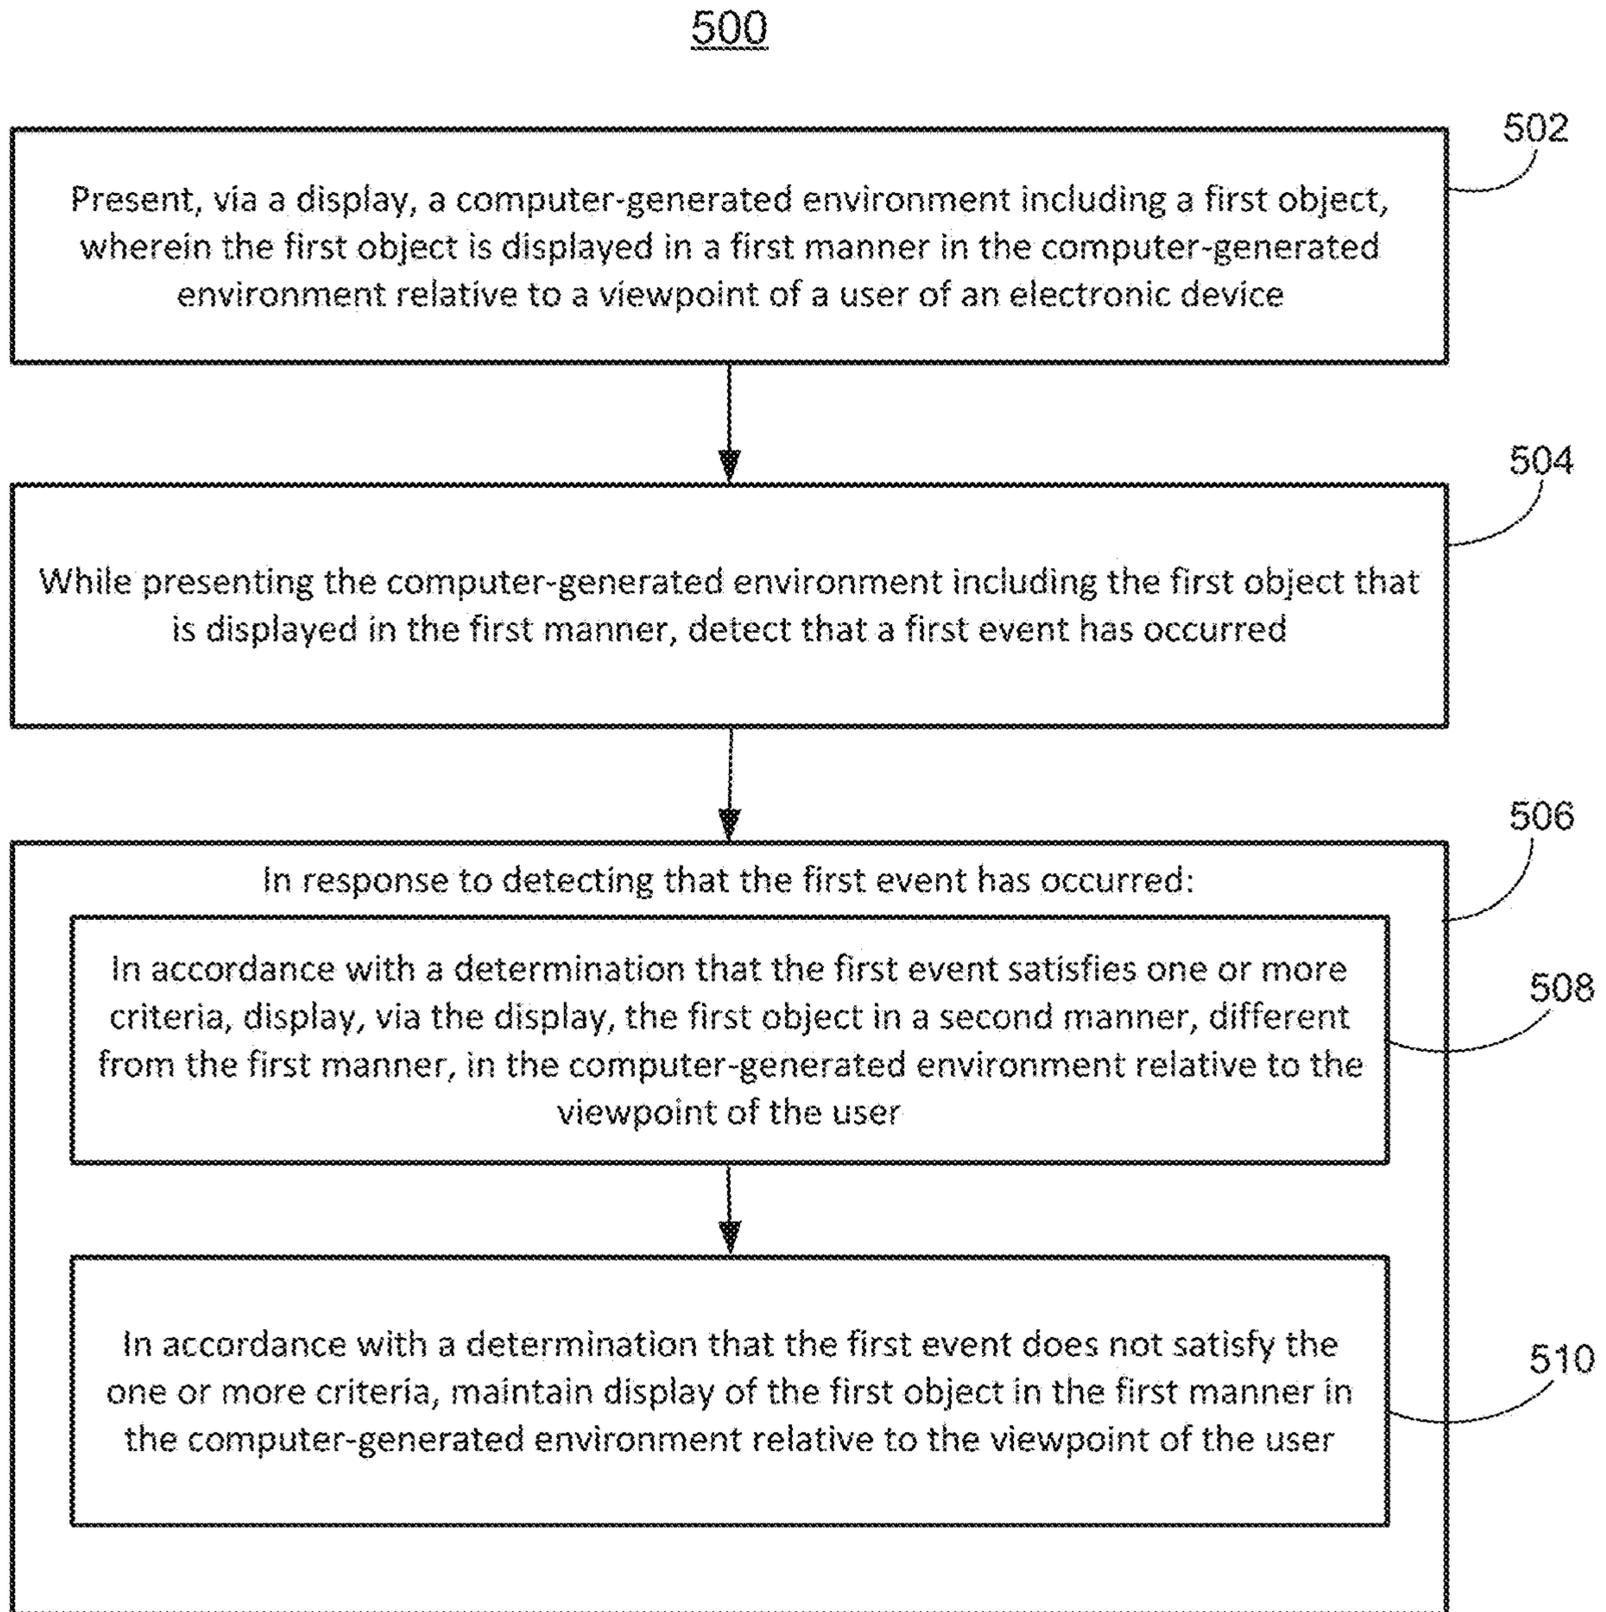 500
502
Present, via a display, a computer-generated environment including a first object,
wherein the first object is displayed in a first manner in the computer-generated
environment relative to a viewpoint of a user of an electronic device
504
While presenting the computer-generated environment including the first object that
is displayed in the first manner, detect that a first event has occurred
506
In response to detecting that the first event has occurred:
508
In accordance with a determination that the first event satisfies one or more
criteria, display, via the display, the first object in a second manner, different
from the first manner, in the computer-generated environment relative to the
viewpoint of the user
510
In accordance with a determination that the first event does not satisfy the
one or more criteria, maintain display of the first object in the first manner in
the computer-generated environment relative to the viewpoint of the user